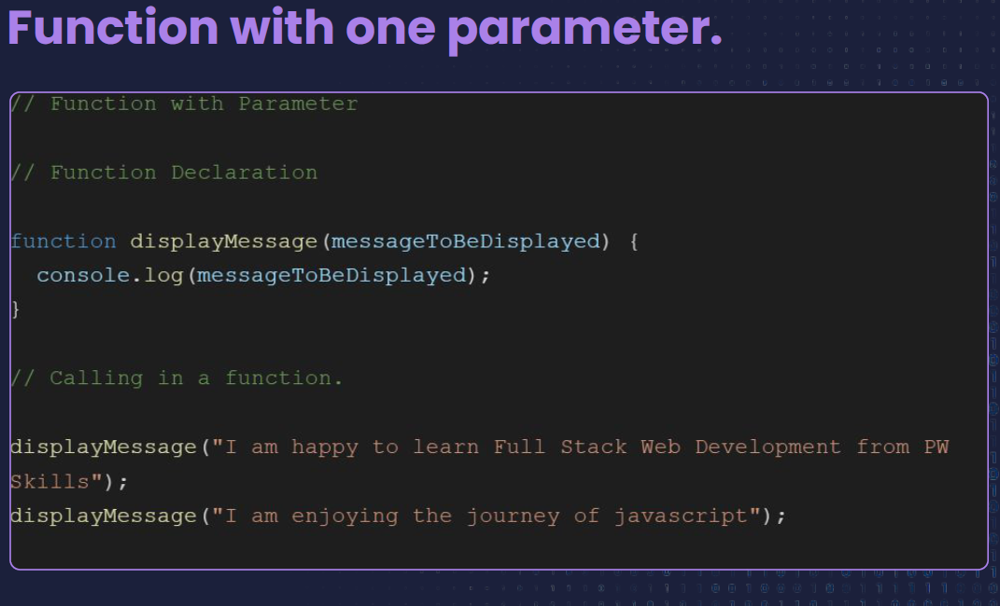 Function with one parameter.
// Function with Parameter
// Function Declaration
function displayMessage(messageToBeDisplayed) {
  console.log(messageToBeDisplayed);
}
// Calling in a function.
displayMessage("I am happy to learn Full Stack Web Development from PW
Skills");
displayMessage("I am enjoying the journey of javascript");